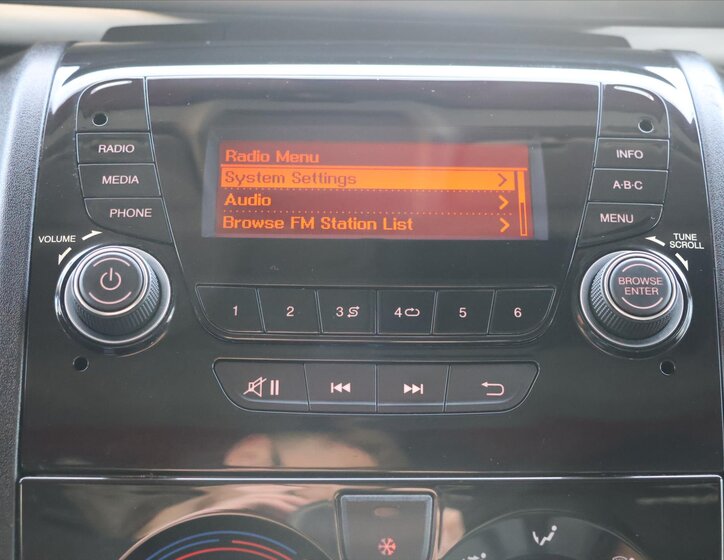 RADIO
MEDIA
PHONE
VOLUME
Radio Menu
System Settings >
Audio >
Browse FM Station List >
INFO
A·B·C
MENU
TUNE
SCROLL
BROWSE
ENTER
1 2 3 4 5 6